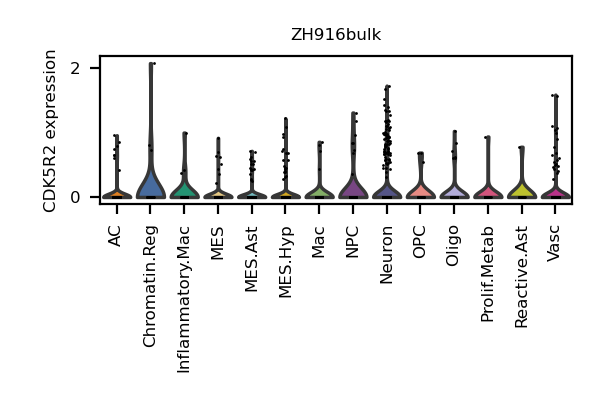 ZH916bulk
CDK5R2 expression
2
0
AC
Chromatin.Reg
Inflammatory.Mac
MES
MES.Ast
MES.Hyp
Mac
NPC
Neuron
OPC
Oligo
Prolif.Metab
Reactive.Ast
Vasc